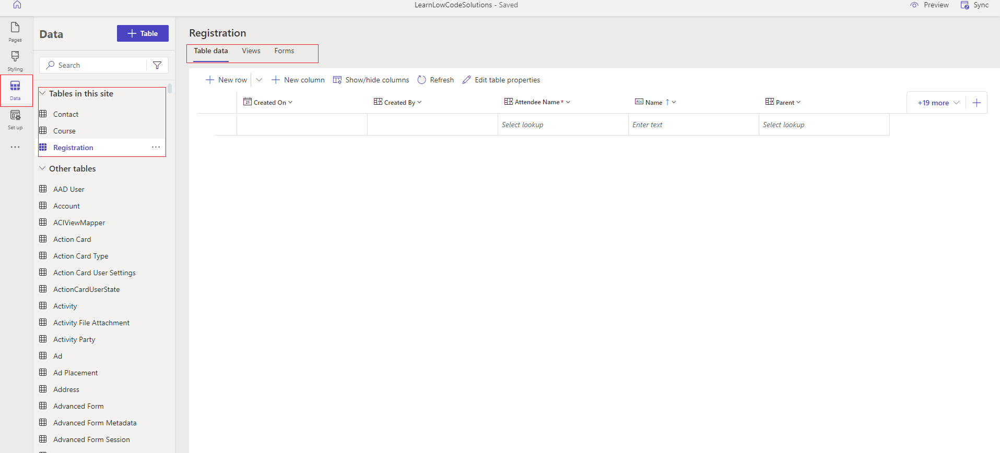 LearnLowCodeSolutions - Saved
Preview
Sync
Pages
Styling
Data
Set up
Data
Table
Search
Tables in this site
Contact
Course
Registration
Other tables
AAD User
Account
ACIViewMapper
Action Card
Action Card Type
Action Card User Settings
ActionCardUserState
Activity
Activity File Attachment
Activity Party
Ad
Ad Placement
Address
Advanced Form
Advanced Form Metadata
Advanced Form Session
Registration
Table data Views Forms
New row New column Show/hide columns Refresh Edit table properties
21 Created On Created By Attendee Name * Abc Name ↑ Parent +19 more
Select lookup Enter text Select lookup